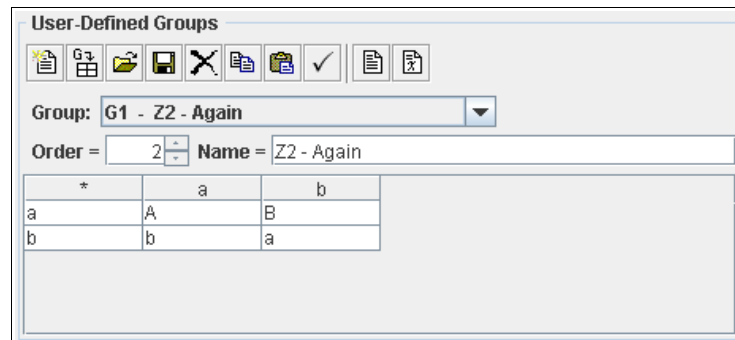 User-Defined Groups
Group: G1 - Z2 - Again
Order = 2 Name = Z2 - Again
* a b
a A B
b b a